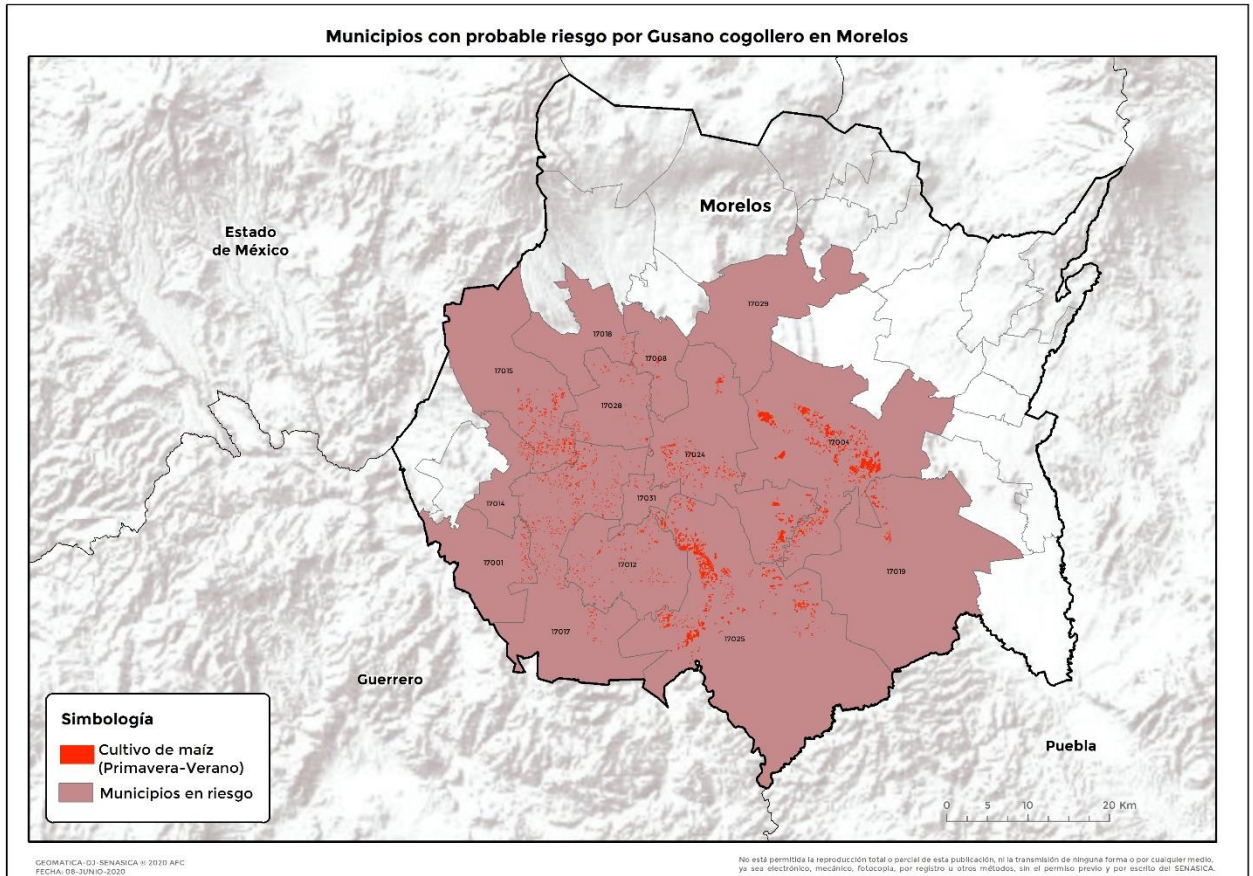 Municipios con probable riesgo por Gusano cogollero en Morelos
Morelos
Estado
de México
17029
17018
17008
17015
17028
17004
17024
17031
17014
17001
17012
17019
17017
17025
Guerrero
Puebla
Simbología
Cultivo de maíz
(Primavera-Verano)
Municipios en riesgo
0 5 10 20 Km
GEOMATICA-DJ-SENASICA © 2020 AFC
FECHA: 08-JUNIO-2020
No está permitida la reproducción total o parcial de esta publicación, ni la transmisión de ninguna forma o por cualquier medio,
ya sea electrónico, mecánico, fotocopia, por registro u otros métodos, sin el permiso previo y por escrito del SENASICA.